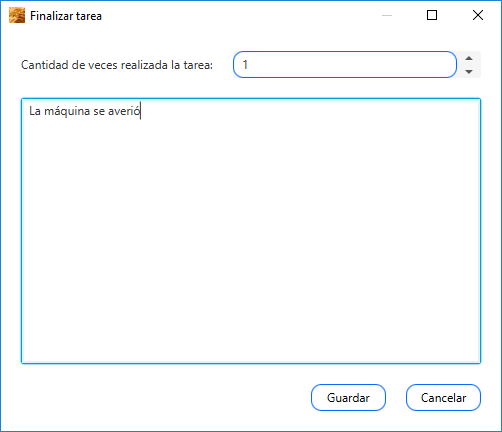 Finalizar tarea
Cantidad de veces realizada la tarea: 1
La máquina se averió
Guardar Cancelar